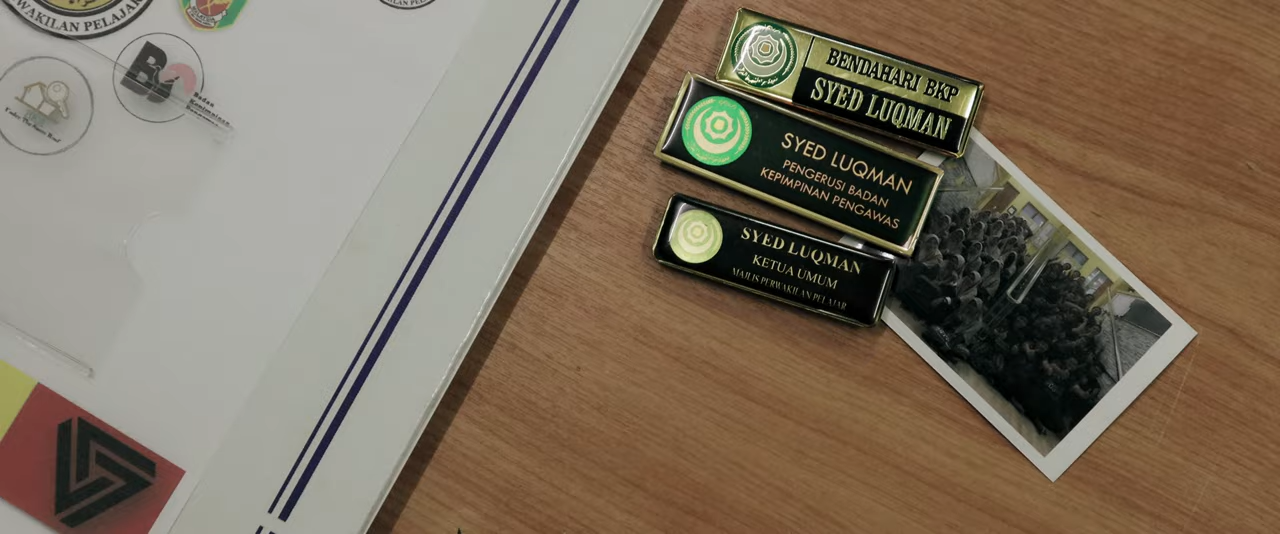 WAKILAN PELAJAR
BENDAHARI BKP
SYED LUQMAN
SYED LUQMAN
PENGERUSI BADAN
KEPIMPINAN PENGAWAS
SYED LUQMAN
KETUA UMUM
MAJLIS PERWAKILAN PELAJAR